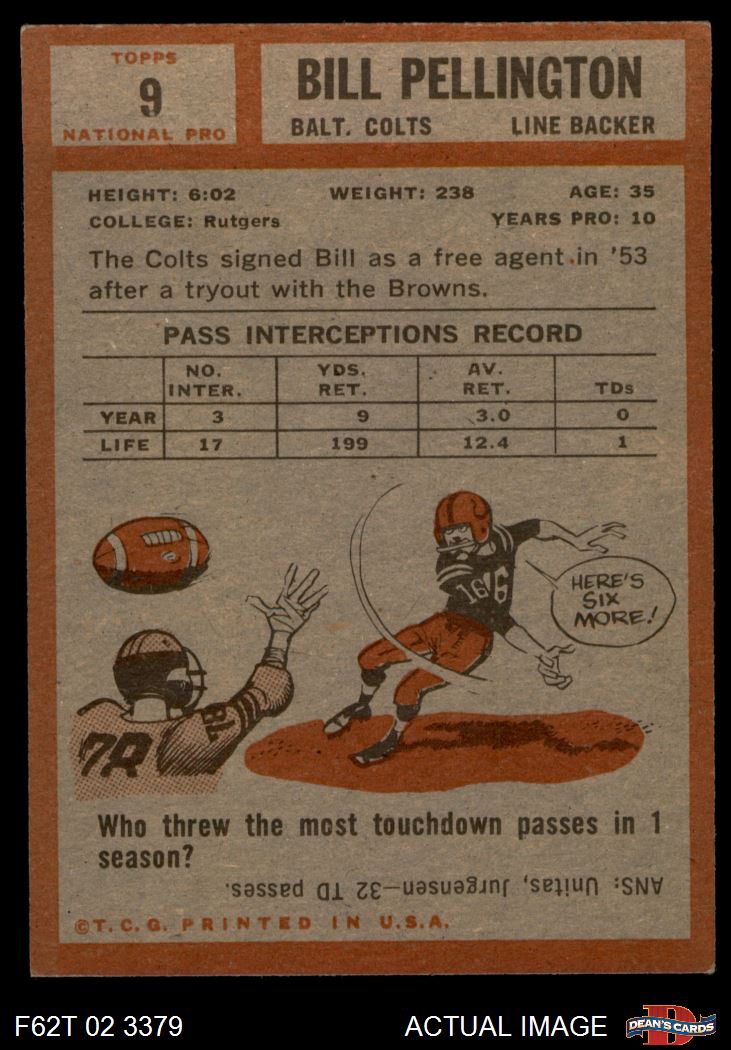 TOPPS
9
NATIONAL PRO
BILL PELLINGTON
BALT. COLTS LINE BACKER
HEIGHT: 6:02 WEIGHT: 238 AGE: 35
COLLEGE: Rutgers YEARS PRO: 10
The Colts signed Bill as a free agent in '53
after a tryout with the Browns.
PASS INTERCEPTIONS RECORD
NO. INTER. YDS. RET. AV. RET. TDs
YEAR 3 9 3.0 0
LIFE 17 199 12.4 1
HERE'S
SIX
MORE!
166
Who threw the most touchdown passes in 1
season?
ANS: Unitas, Jurgensen—32 TD passes.
©T.C.G. PRINTED IN U.S.A.
F62T 02 3379 ACTUAL IMAGE
DEAN'S CARDS